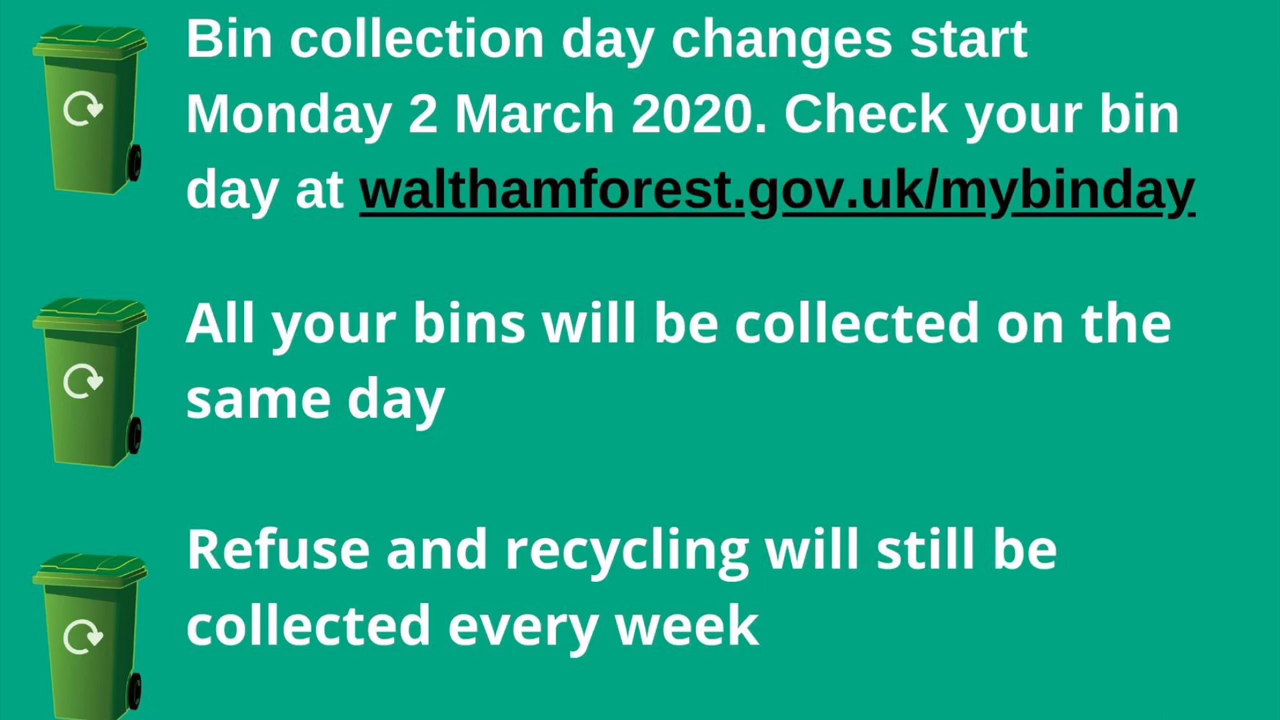 Bin collection day changes start
Monday 2 March 2020. Check your bin
day at walthamforest.gov.uk/mybinday
All your bins will be collected on the
same day
Refuse and recycling will still be
collected every week